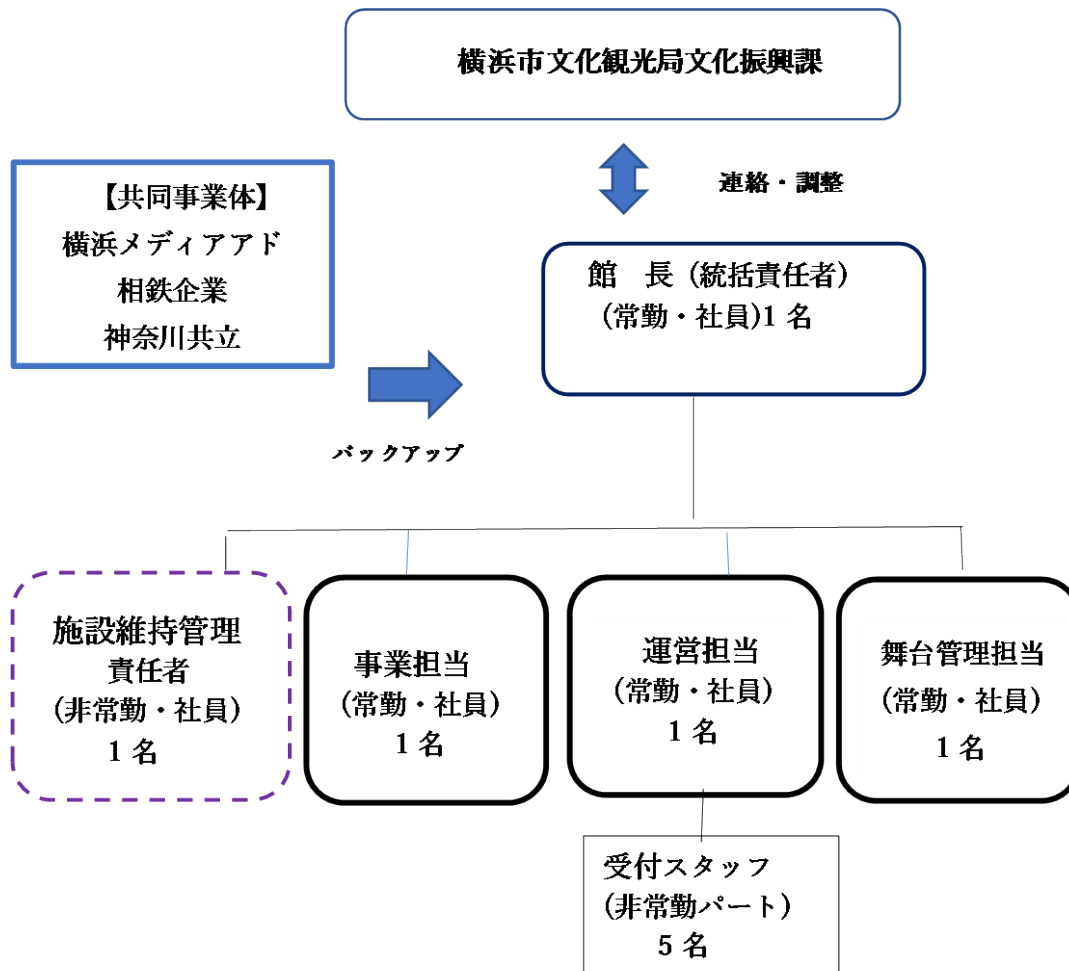 横浜市文化観光局文化振興課
連絡・調整
【共同事業体】
横浜メディアアド
相鉄企業
神奈川共立
館　長 (統括責任者)
(常勤・社員)1 名
バックアップ
施設維持管理
責任者
(非常勤・社員)
1 名
事業担当
(常勤・社員)
1 名
運営担当
(常勤・社員)
1 名
舞台管理担当
(常勤・社員)
1 名
受付スタッフ
(非常勤パート)
5 名